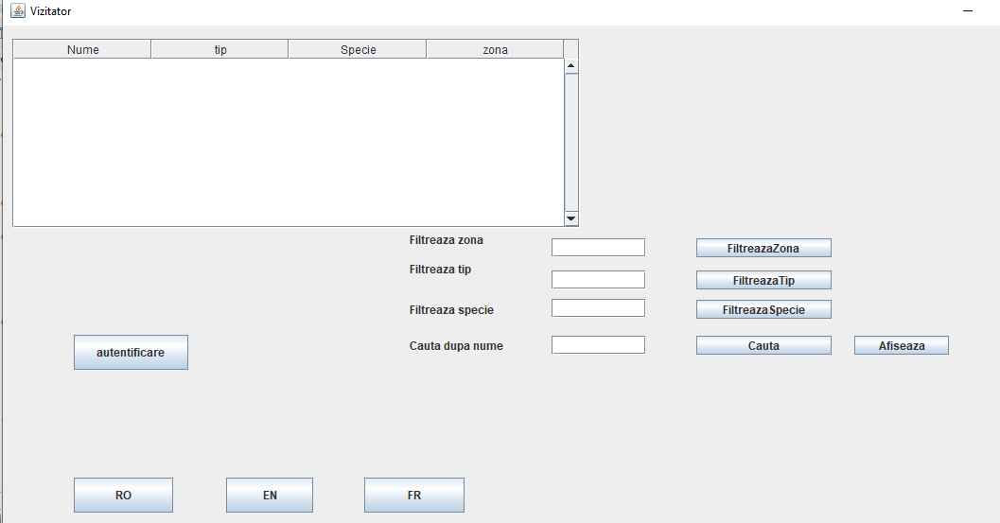 Vizitator
Nume tip Specie zona
Filtreaza zona FiltreazaZona
Filtreaza tip FiltreazaTip
Filtreaza specie FiltreazaSpecie
Cauta dupa nume Cauta Afiseaza
autentificare
RO EN FR